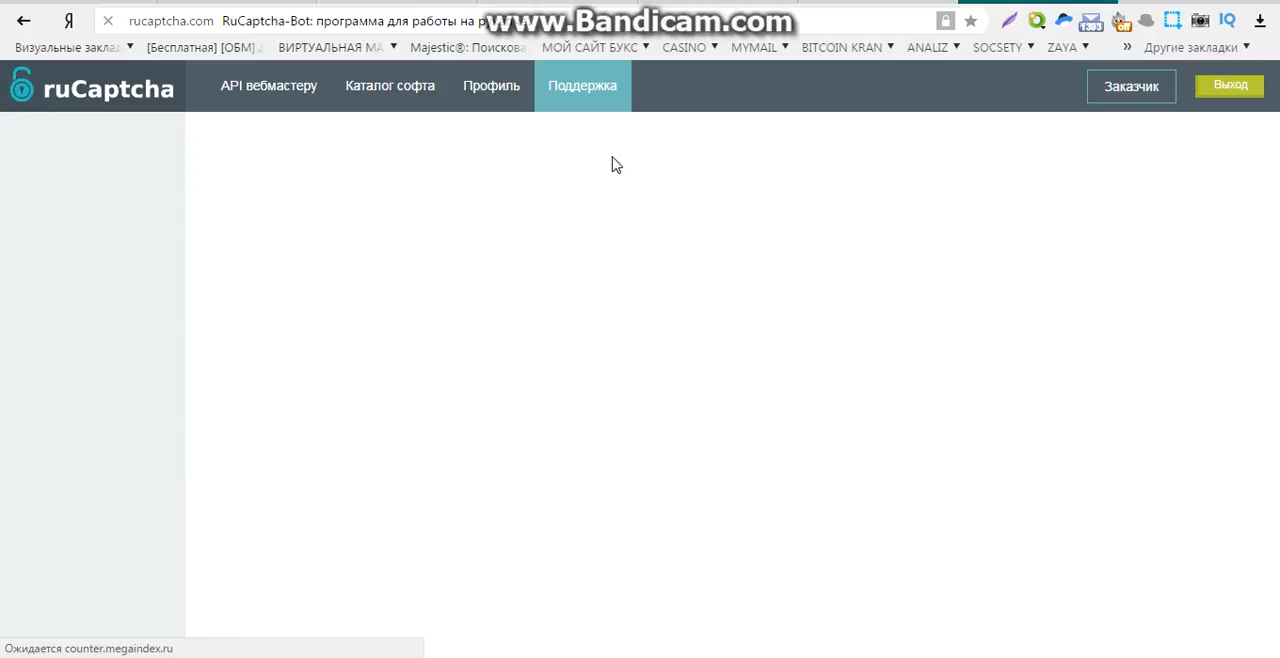 Я rucaptcha.com RuCaptcha-Bot: программа для работы на р
www.Bandicam.com
Визуальные заклад [Бесплатная] [ОБМ] ВИРТУАЛЬНАЯ МА Majestic®: Поискова МОЙ САЙТ БУКС CASINO MYMAIL BITCOIN KRAN ANALIZ SOCSETY ZAYA » Другие закладки
ruCaptcha API вебмастеру Каталог софта Профиль Поддержка Заказчик Выход
Ожидается counter.megaindex.ru